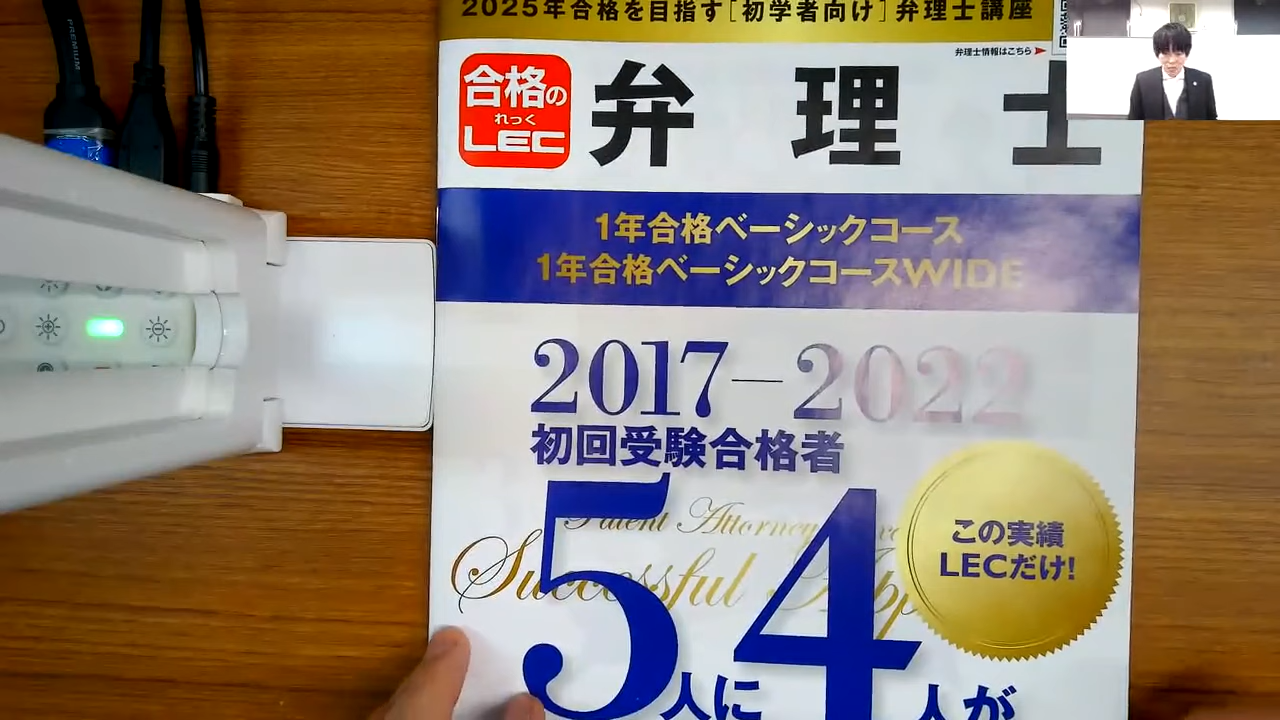 PREMIUM
2025年合格を目指す[初学者向け]弁理士講座
弁理士情報はこちら
合格の
れっく
LEC
弁理士
1年合格ベーシックコース
1年合格ベーシックコースWIDE
2017-2022
初回受験合格者
Patent Attorney
Successful
この実績
LECだけ!
5人に4人が